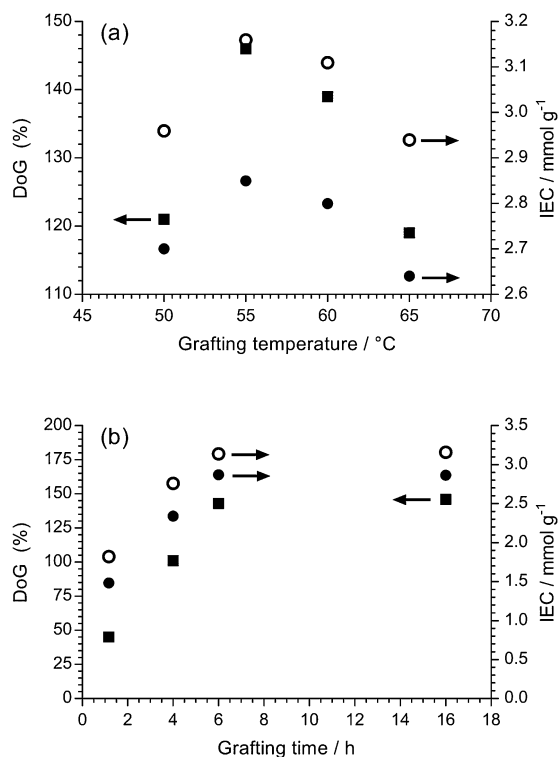 (a)
150
140
130
120
110
DoG (%)
3.2
3.1
3.0
2.9
2.8
2.7
2.6
IEC / mmol g⁻¹
45 50 55 60 65 70
Grafting temperature / °C
(b)
200
175
150
125
100
75
50
25
0
DoG (%)
3.5
3.0
2.5
2.0
1.5
1.0
0.5
0.0
IEC / mmol g⁻¹
0 2 4 6 8 10 12 14 16 18
Grafting time / h